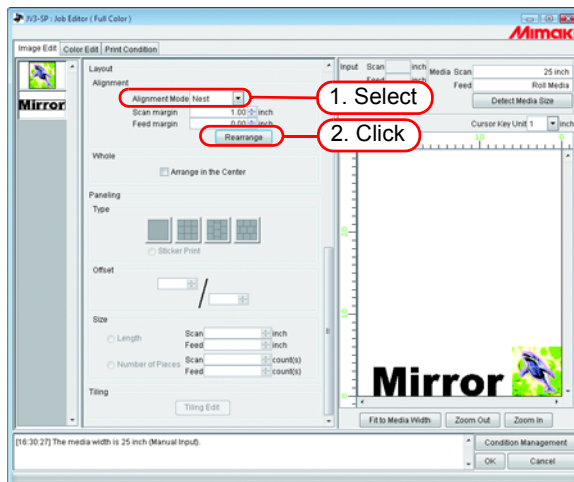 JV3-SP : Job Editor ( Full Color )
Mimaki
Image Edit Color Edit Print Condition
Mirror
Layout
Alignment
Alignment Mode Nest
Scan margin 1.00 inch
Feed margin 0.00 inch
Rearrange
Whole
Arrange in the Center
Paneling
Type
Sticker Print
Offset
/
Size
Length Scan inch
Feed inch
Number of Pieces Scan count(s)
Feed count(s)
Tiling
Tiling Edit
1. Select
2. Click
Input Scan inch
Feed inch
Media Scan 25 inch
Feed Roll Media
Detect Media Size
Cursor Key Unit 1 inch
10 0
20
10
0
Mirror
Fit to Media Width Zoom Out Zoom In
[16:30:27] The media width is 25 inch (Manual Input).
Condition Management
OK Cancel